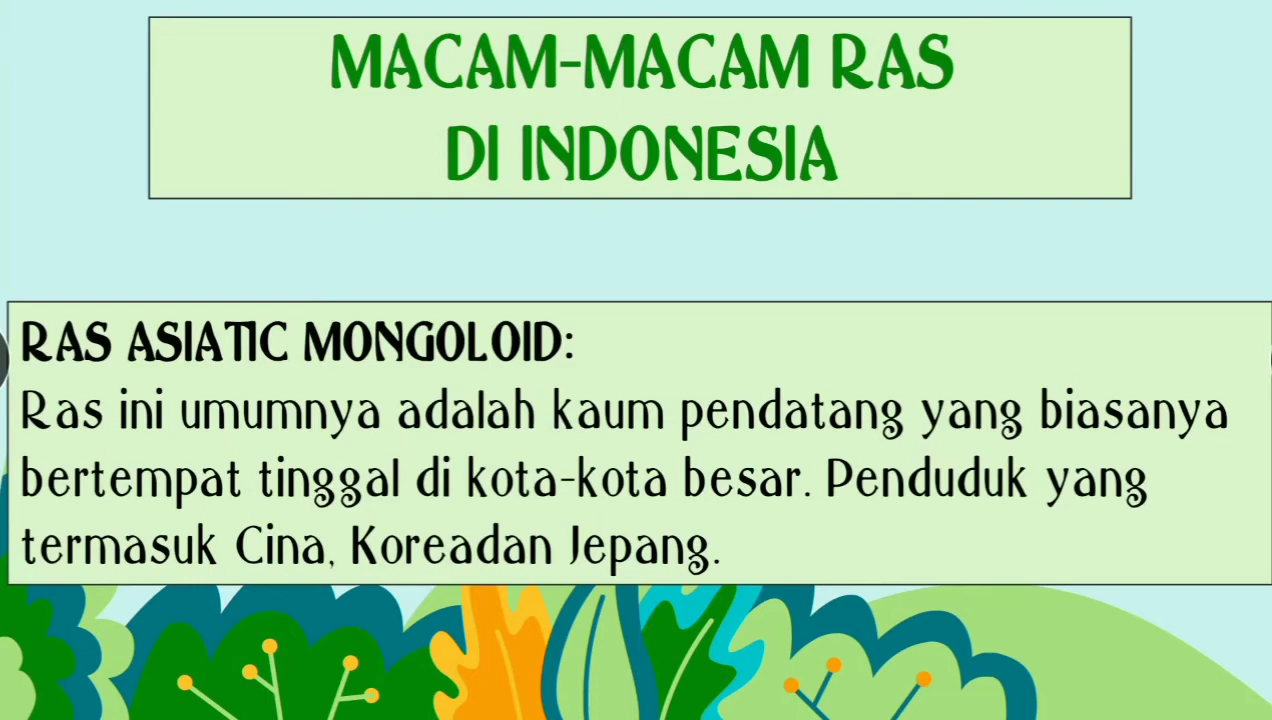 MACAM-MACAM RAS
DI INDONESIA
RAS ASIATIC MONGOLOID:
Ras ini umumnya adalah kaum pendatang yang biasanya
bertempat tinggal di kota-kota besar. Penduduk yang
termasuk Cina, Koreadan Jepang.